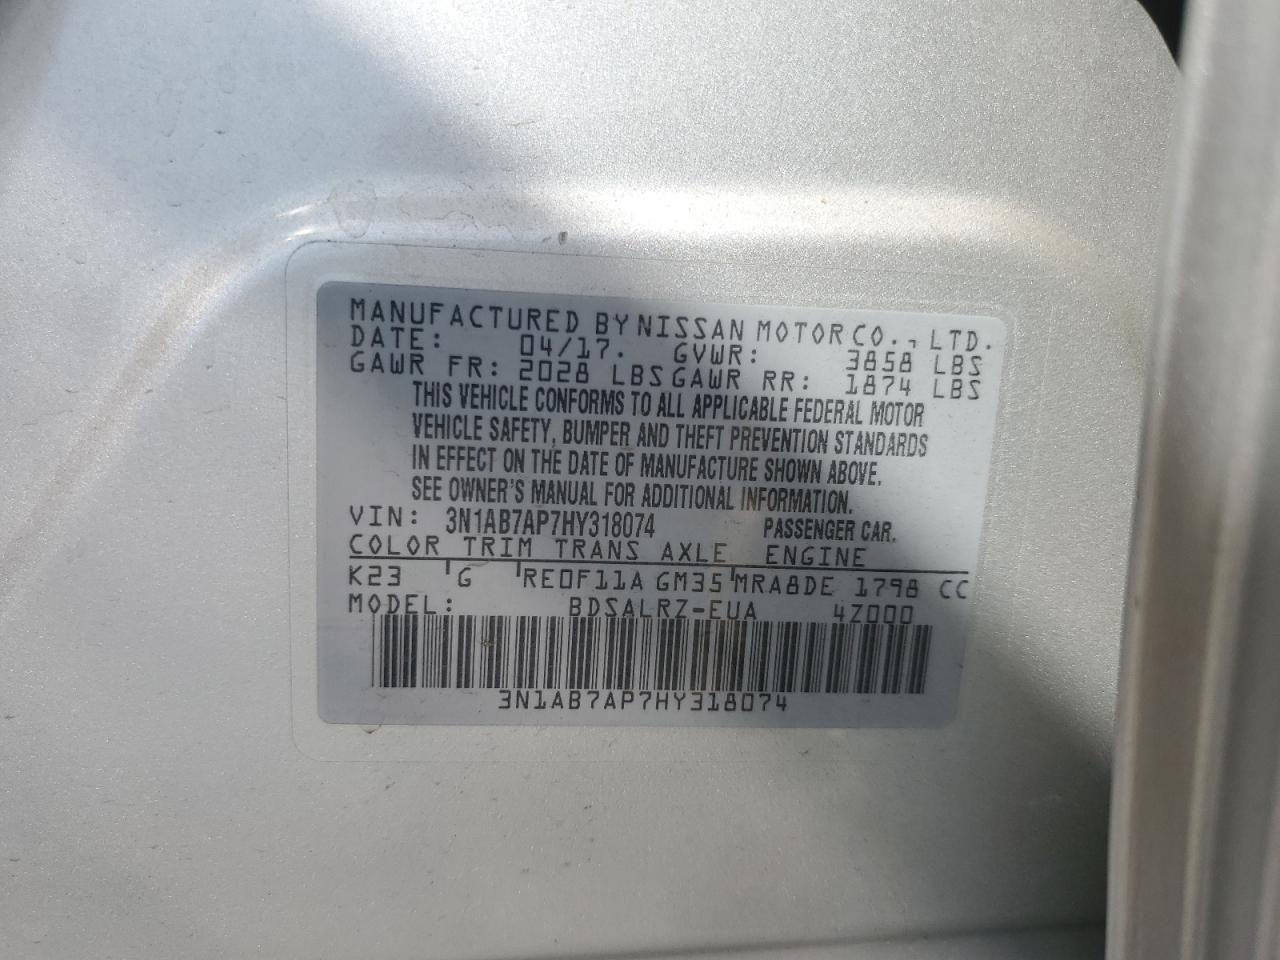 MANUFACTURED BY NISSAN MOTOR CO., LTD.
DATE: 04/17. GVWR: 3858 LBS
GAWR FR: 2028 LBS GAWR RR: 1874 LBS
THIS VEHICLE CONFORMS TO ALL APPLICABLE FEDERAL MOTOR
VEHICLE SAFETY, BUMPER AND THEFT PREVENTION STANDARDS
IN EFFECT ON THE DATE OF MANUFACTURE SHOWN ABOVE.
SEE OWNER'S MANUAL FOR ADDITIONAL INFORMATION.
VIN: 3N1AB7AP7HY318074 PASSENGER CAR.
COLOR TRIM TRANS AXLE ENGINE
K23 G RE0F11A GM35 MRA8DE 1798 CC
MODEL: BDSALRZ-EUA 4Z000
3N1AB7AP7HY318074